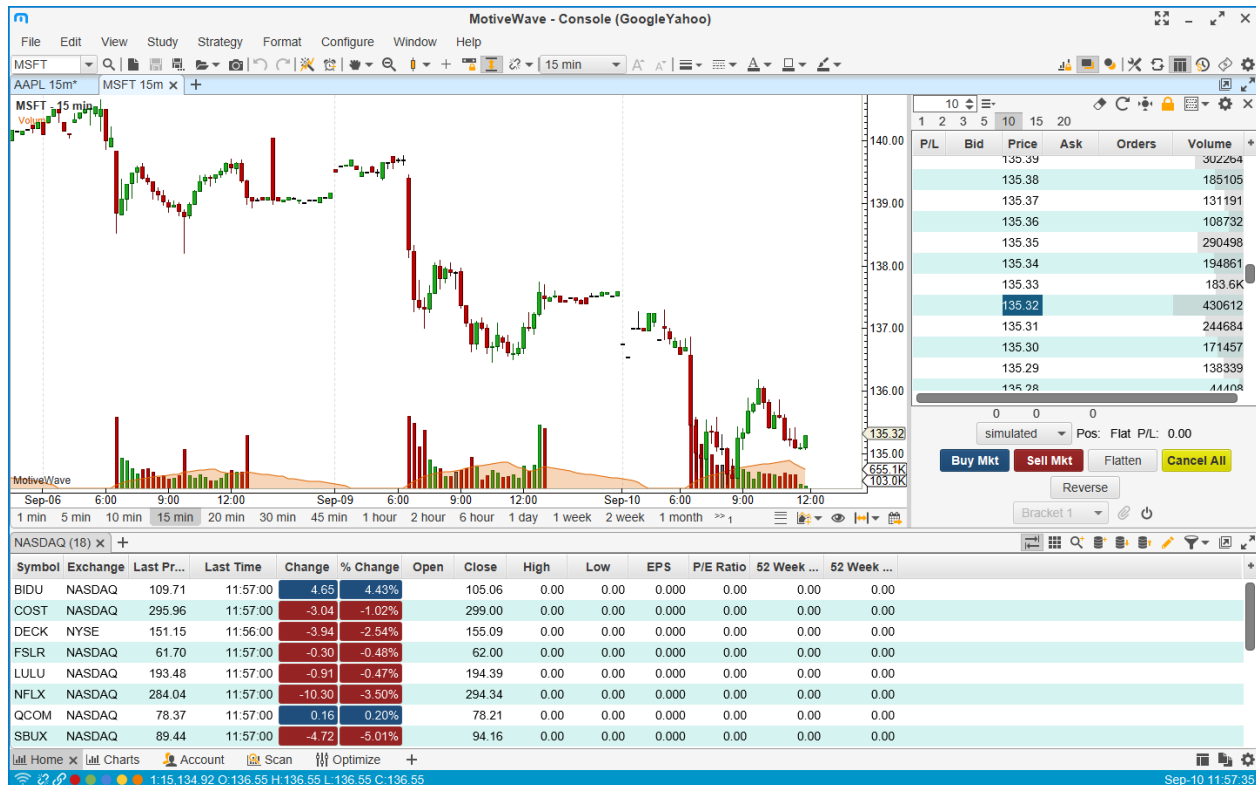 MotiveWave - Console (GoogleYahoo)
File Edit View Study Strategy Format Configure Window Help
MSFT 15 min
AAPL 15m* MSFT 15m
MSFT - 15 min
140.00
139.00
138.00
137.00
136.00
135.32
135.00
655.1K
103.0K
MotiveWave
Sep-06 6:00 9:00 12:00 Sep-09 6:00 9:00 12:00 Sep-10 6:00 9:00 12:00
1 min 5 min 10 min 15 min 20 min 30 min 45 min 1 hour 2 hour 6 hour 1 day 1 week 2 week 1 month >> 1
10
1 2 3 5 10 15 20
P/L Bid Price Ask Orders Volume
135.39 302264
135.38 185105
135.37 131191
135.36 108732
135.35 290498
135.34 194861
135.33 183.6K
135.32 430612
135.31 244684
135.30 171457
135.29 138339
135.28 44408
0 0 0
simulated Pos: Flat P/L: 0.00
Buy Mkt Sell Mkt Flatten Cancel All
Reverse
Bracket 1
NASDAQ (18)
Symbol Exchange Last Pr... Last Time Change % Change Open Close High Low EPS P/E Ratio 52 Week ... 52 Week ...
BIDU NASDAQ 109.71 11:57:00 4.65 4.43% 105.06 0.00 0.00 0.000 0.00 0.00 0.00
COST NASDAQ 295.96 11:57:00 -3.04 -1.02% 299.00 0.00 0.00 0.000 0.00 0.00 0.00
DECK NYSE 151.15 11:56:00 -3.94 -2.54% 155.09 0.00 0.00 0.000 0.00 0.00 0.00
FSLR NASDAQ 61.70 11:57:00 -0.30 -0.48% 62.00 0.00 0.00 0.000 0.00 0.00 0.00
LULU NASDAQ 193.48 11:57:00 -0.91 -0.47% 194.39 0.00 0.00 0.000 0.00 0.00 0.00
NFLX NASDAQ 284.04 11:57:00 -10.30 -3.50% 294.34 0.00 0.00 0.000 0.00 0.00 0.00
QCOM NASDAQ 78.37 11:57:00 0.16 0.20% 78.21 0.00 0.00 0.000 0.00 0.00 0.00
SBUX NASDAQ 89.44 11:57:00 -4.72 -5.01% 94.16 0.00 0.00 0.000 0.00 0.00 0.00
Home Charts Account Scan Optimize
1:15,134.92 O:136.55 H:136.55 L:136.55 C:136.55 Sep-10 11:57:35